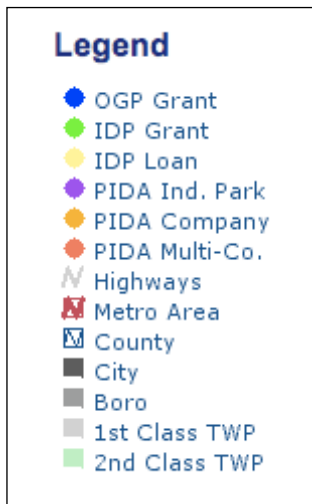 Legend
OGP Grant
IDP Grant
IDP Loan
PIDA Ind. Park
PIDA Company
PIDA Multi-Co.
Highways
Metro Area
County
City
Boro
1st Class TWP
2nd Class TWP